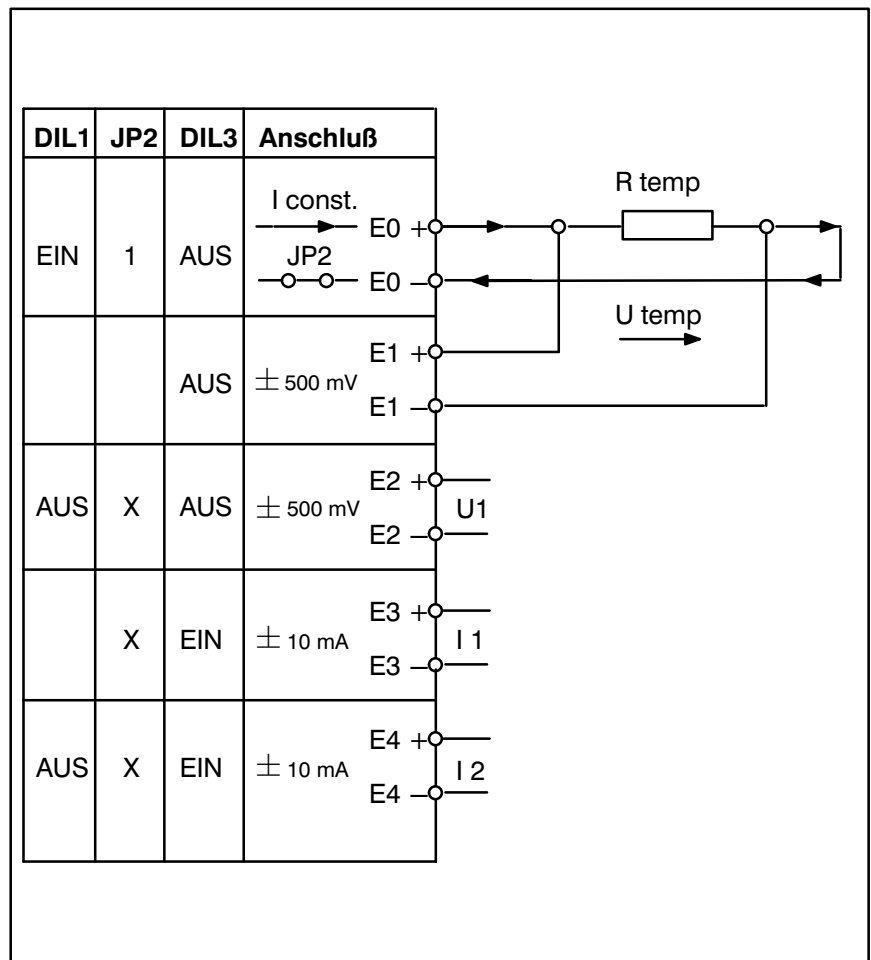 DIL1 JP2 DIL3 Anschluß
R temp
I const.
E0 +
EIN 1 AUS JP2
E0 –
U temp
E1 +
AUS ± 500 mV
E1 –
E2 +
AUS X AUS ± 500 mV U1
E2 –
E3 +
X EIN ± 10 mA I 1
E3 –
E4 +
AUS X EIN ± 10 mA I 2
E4 –